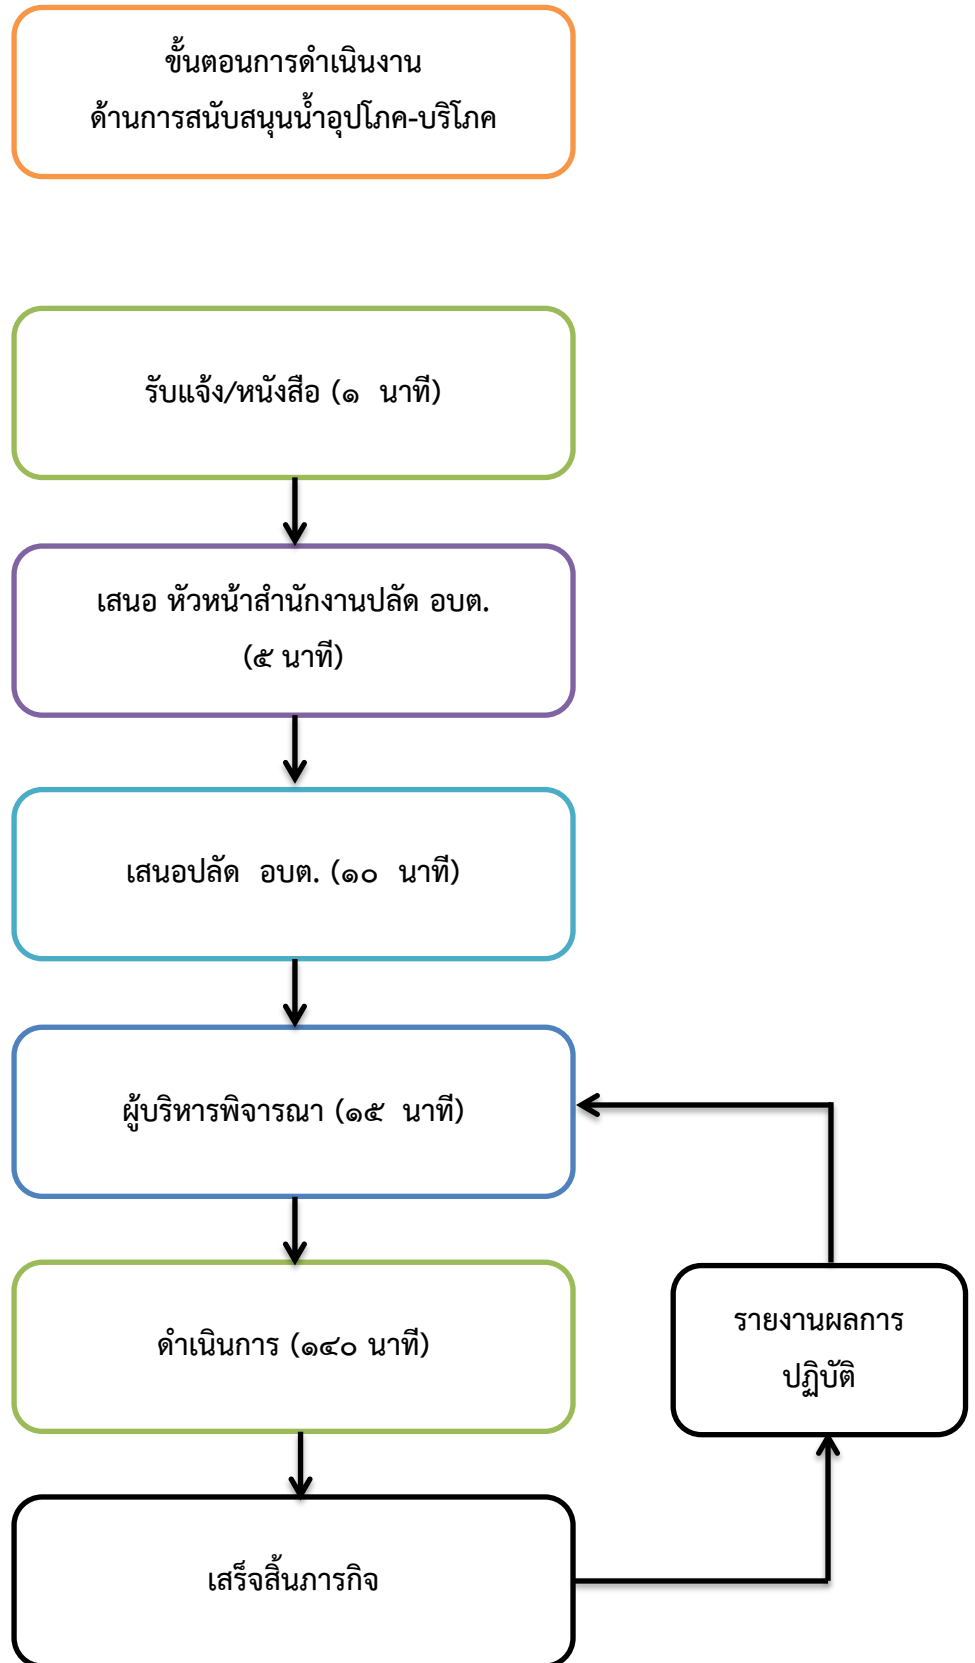 ขั้นตอนการดำเนินงาน
ด้านการสนับสนุนน้ำอุปโภค-บริโภค
รับแจ้ง/หนังสือ (๑ นาที)
เสนอ หัวหน้าสำนักงานปลัด อบต.
(๕ นาที)
เสนอปลัด อบต. (๑๐ นาที)
ผู้บริหารพิจารณา (๑๕ นาที)
ดำเนินการ (๑๔๐ นาที)
รายงานผลการ
ปฏิบัติ
เสร็จสิ้นภารกิจ